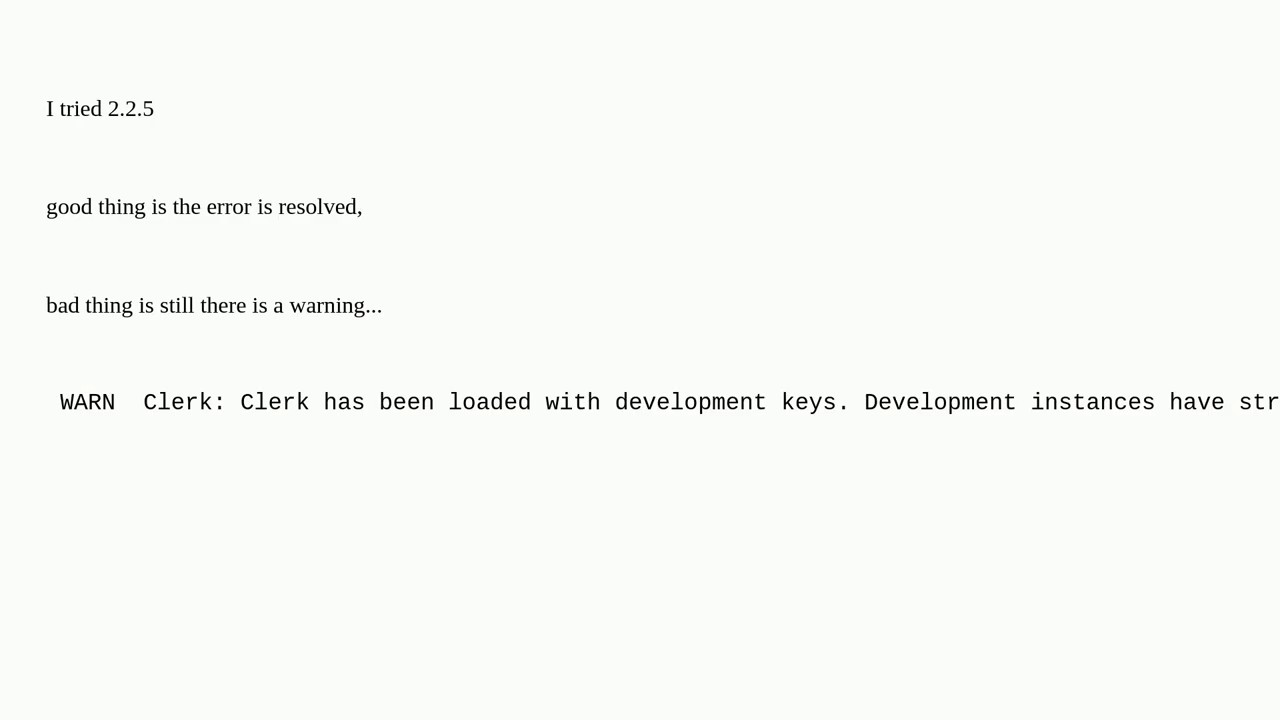 I tried 2.2.5
good thing is the error is resolved,
bad thing is still there is a warning...
WARN  Clerk: Clerk has been loaded with development keys. Development instances have str